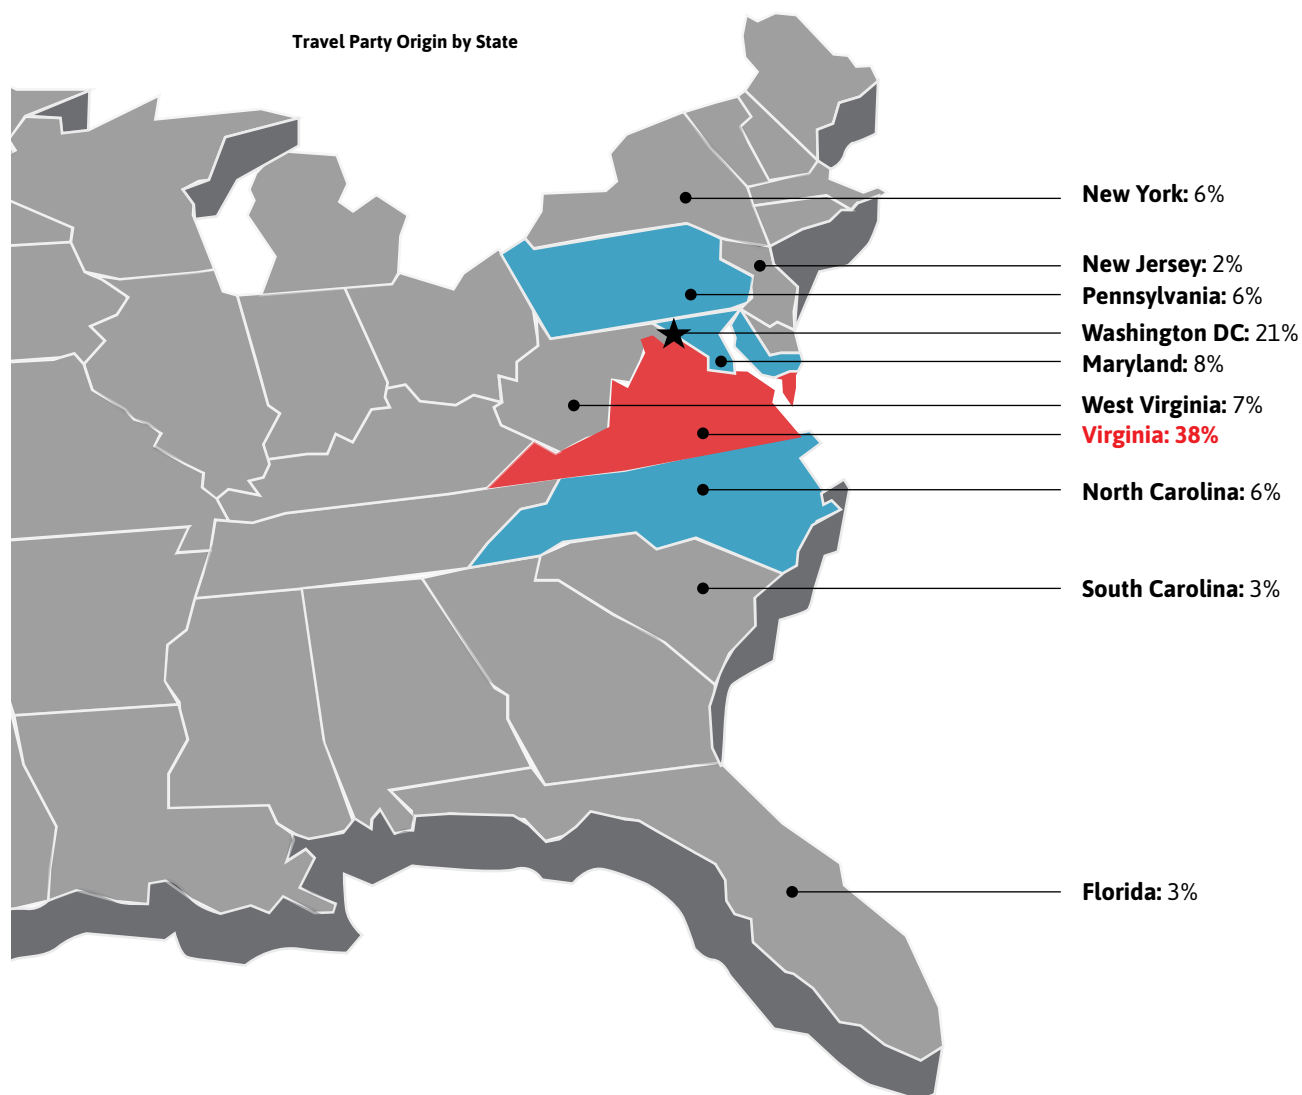 Travel Party Origin by State
New York: 6%
New Jersey: 2%
Pennsylvania: 6%
Washington DC: 21%
Maryland: 8%
West Virginia: 7%
Virginia: 38%
North Carolina: 6%
South Carolina: 3%
Florida: 3%